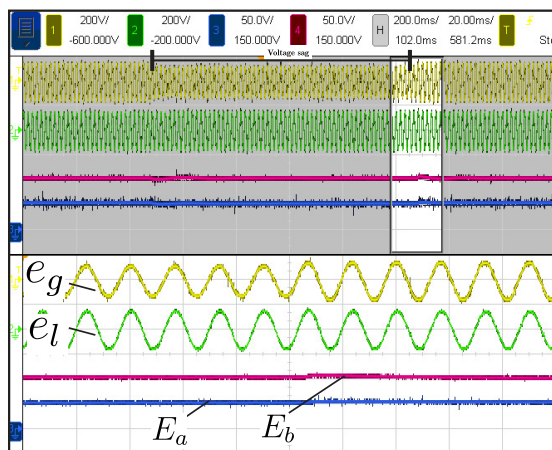 1 200V/ 2 200V/ 3 50.0V/ 4 50.0V/ H 200.0ms/ 20.00ms/ T
-600.000V -200.000V 150.000V 150.000V 102.0ms 581.2ms Sto
Voltage sag
e_g
e_l
E_a E_b